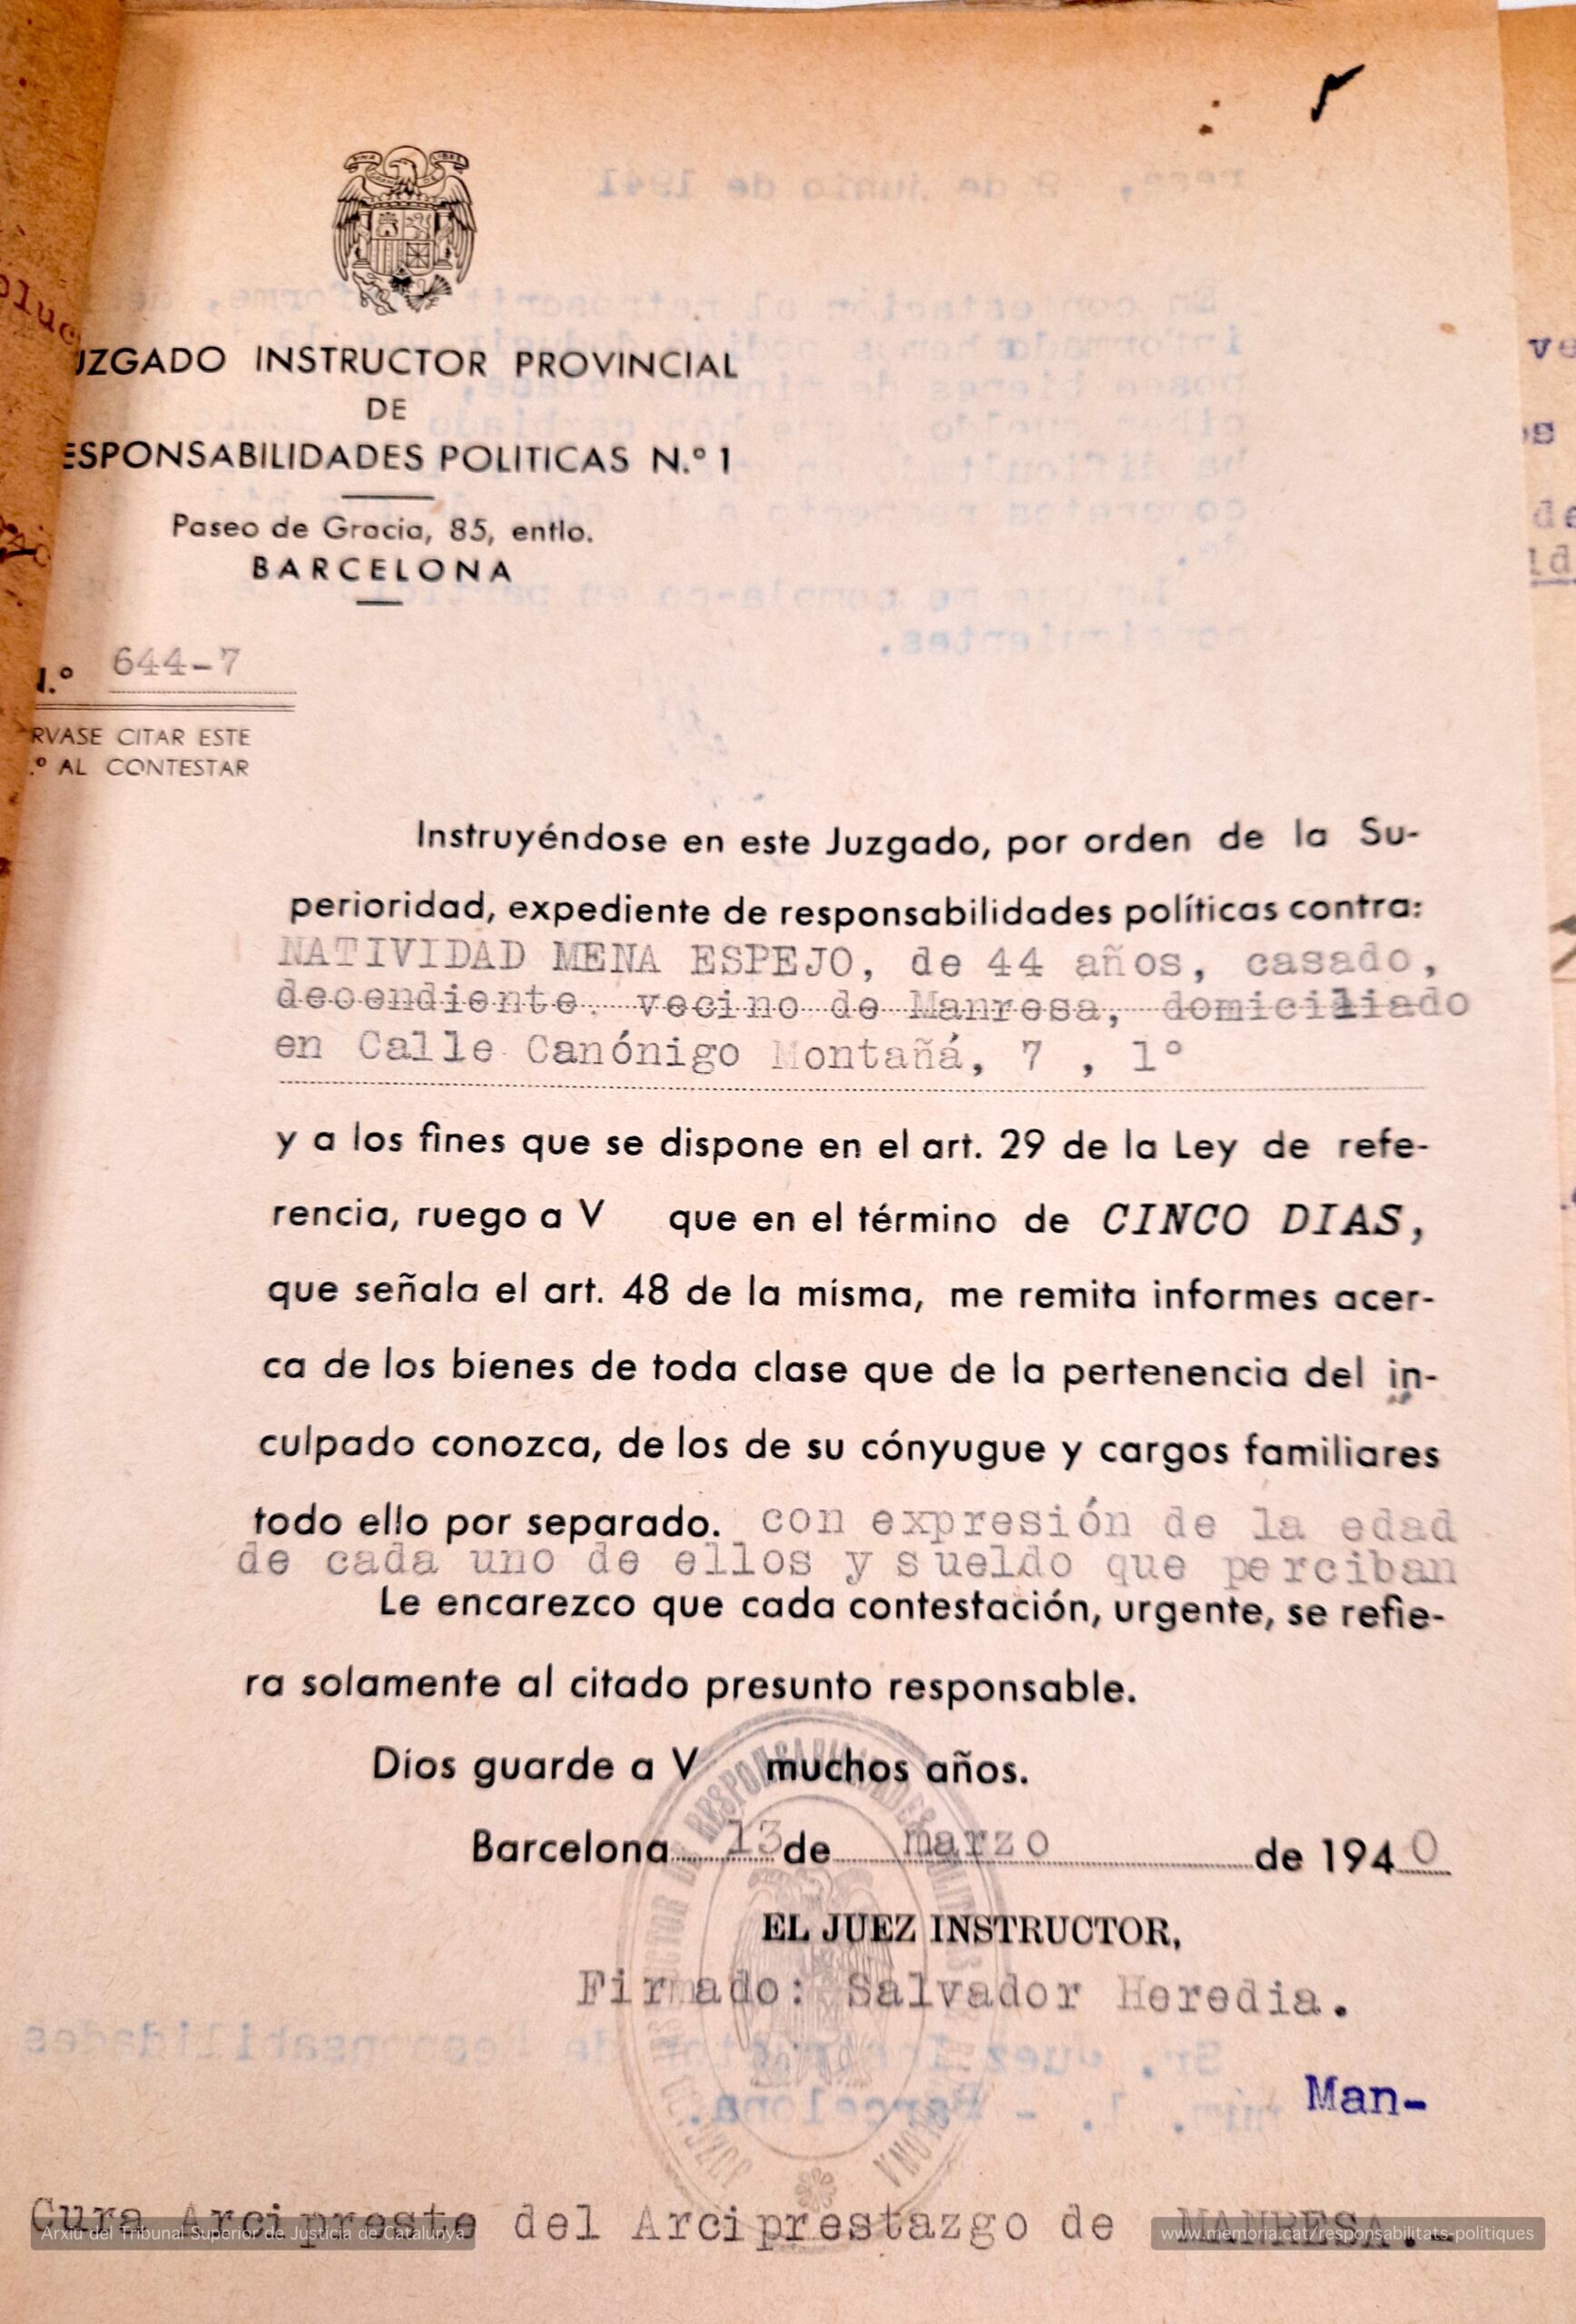 UZGADO INSTRUCTOR PROVINCIAL
DE
ESPONSABILIDADES POLITICAS N.º 1
Paseo de Gracia, 85, entlo.
BARCELONA
N.º 644-7
RVASE CITAR ESTE
.º AL CONTESTAR
Instruyéndose en este Juzgado, por orden de la Su-
perioridad, expediente de responsabilidades políticas contra:
NATIVIDAD MENA ESPEJO, de 44 años, casado,
decendiente. vecino de Manresa, domiciliado
en Calle Canónigo Montañá, 7 , 1º
y a los fines que se dispone en el art. 29 de la Ley de refe-
rencia, ruego a V que en el término de CINCO DIAS,
que señala el art. 48 de la misma, me remita informes acer-
ca de los bienes de toda clase que de la pertenencia del in-
culpado conozca, de los de su cónyugue y cargos familiares
todo ello por separado. con expresión de la edad
de cada uno de ellos y sueldo que perciban
Le encarezco que cada contestación, urgente, se refie-
ra solamente al citado presunto responsable.
Dios guarde a V muchos años.
Barcelona 13 de marzo de 1940
EL JUEZ INSTRUCTOR,
Firmado: Salvador Heredia.
Man-
Cura Arcipreste del Arciprestazgo de MANRESA.-
Arxiu del Tribunal Superior de Justícia de Catalunya
www.memoria.cat/responsabilitats-politiques